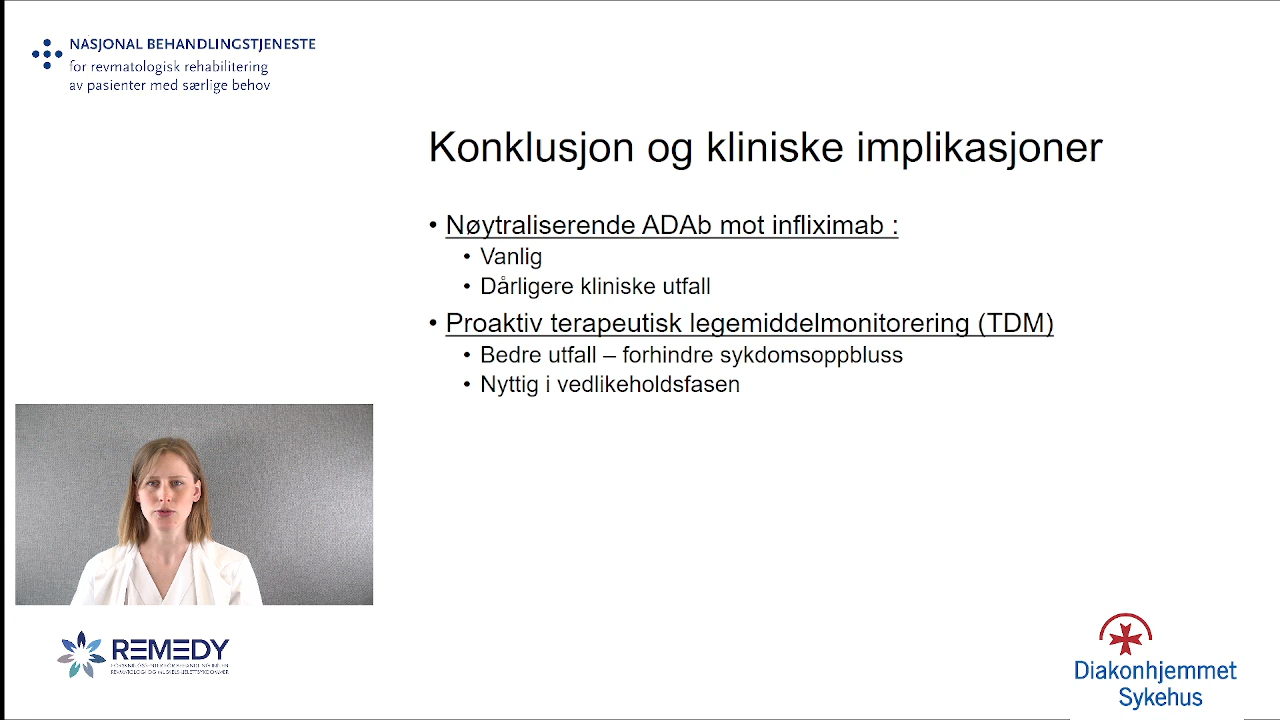 NASJONAL BEHANDLINGSTJENESTE
for revmatologisk rehabilitering
av pasienter med særlige behov
Konklusjon og kliniske implikasjoner
• Nøytraliserende ADAb mot infliximab :
• Vanlig
• Dårligere kliniske utfall
• Proaktiv terapeutisk legemiddelmonitorering (TDM)
• Bedre utfall – forhindre sykdomsoppbluss
• Nyttig i vedlikeholdsfasen
REMEDY
Diakonhjemmet
Sykehus